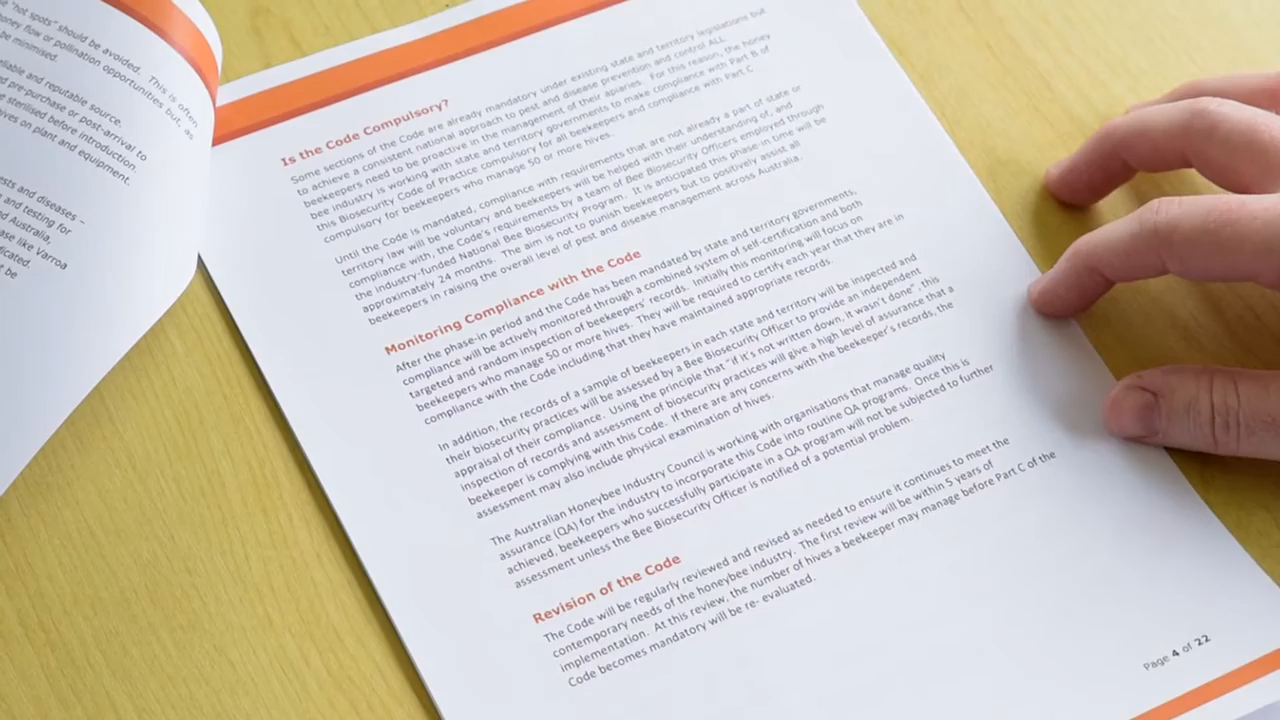 "hot spots" should be avoided. This is often
honey flow or pollination opportunities but, as
be minimised.
reliable and reputable source.
pre-purchase or post-arrival to
sterilised before introduction.
on plant and equipment.
pests and diseases –
and testing for
Australia,
like Varroa
be
Is the Code Compulsory?
Some sections of the Code are already mandatory under existing state and territory legislations but
to achieve a consistent national approach to pest and disease prevention and control ALL
beekeepers need to be proactive in the management of their apiaries. For this reason, the honey
bee industry is working with state and territory governments to make compliance with Part B of
this Biosecurity Code of Practice compulsory for all beekeepers and compliance with Part C
compulsory for beekeepers who manage 50 or more hives.
Until the Code is mandated, compliance with requirements that are not already a part of state or
territory law will be voluntary and beekeepers will be helped with their understanding of, and
compliance with, the Code's requirements by a team of Bee Biosecurity Officers employed through
the industry-funded National Bee Biosecurity Program. It is anticipated this phase-in time will be
approximately 24 months. The aim is not to punish beekeepers but to positively assist all
beekeepers in raising the overall level of pest and disease management across Australia.
Monitoring Compliance with the Code
After the phase-in period and the Code has been mandated by state and territory governments,
compliance will be actively monitored through a combined system of self-certification and both
targeted and random inspection of beekeepers' records. Initially this monitoring will focus on
beekeepers who manage 50 or more hives. They will be required to certify each year that they are in
compliance with the Code including that they have maintained appropriate records.
In addition, the records of a sample of beekeepers in each state and territory will be inspected and
their biosecurity practices will be assessed by a Bee Biosecurity Officer to provide an independent
appraisal of their compliance. Using the principle that "if it's not written down, it wasn't done", this
inspection of records and assessment of biosecurity practices will give a high level of assurance that a
beekeeper is complying with this Code. If there are any concerns with the beekeeper's records, the
assessment may also include physical examination of hives.
The Australian Honeybee Industry Council is working with organisations that manage quality
assurance (QA) for the industry to incorporate this Code into routine QA programs. Once this is
achieved, beekeepers who successfully participate in a QA program will not be subjected to further
assessment unless the Bee Biosecurity Officer is notified of a potential problem.
Revision of the Code
The Code will be regularly reviewed and revised as needed to ensure it continues to meet the
contemporary needs of the honeybee industry. The first review will be within 5 years of
implementation. At this review, the number of hives a beekeeper may manage before Part C of the
Code becomes mandatory will be re- evaluated.
Page 4 of 22